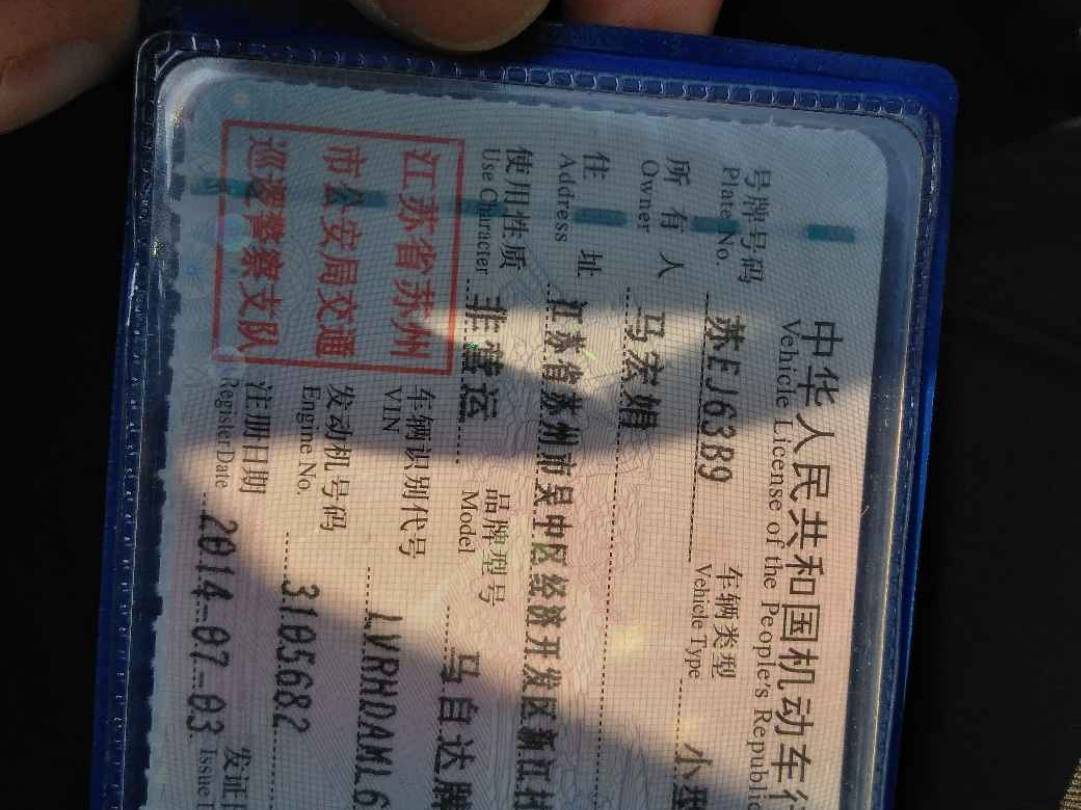 中华人民共和国机动车行
Vehicle License of the People's Republic
号牌号码 苏EJ63B9 车辆类型 小型
Plate No. Vehicle Type
所有人 马宏娟
Owner
住址 江苏省苏州市吴中区经济开发区新江村
Address
使用性质 非营运 品牌型号 马自达牌
Use Character Model
江苏省苏州
市公安局交通
巡逻警察支队
车辆识别代号 LVRHDAML6
VIN
发动机号码 3105682
Engine No.
注册日期 2014-07-03 发证日
Register Date Issue